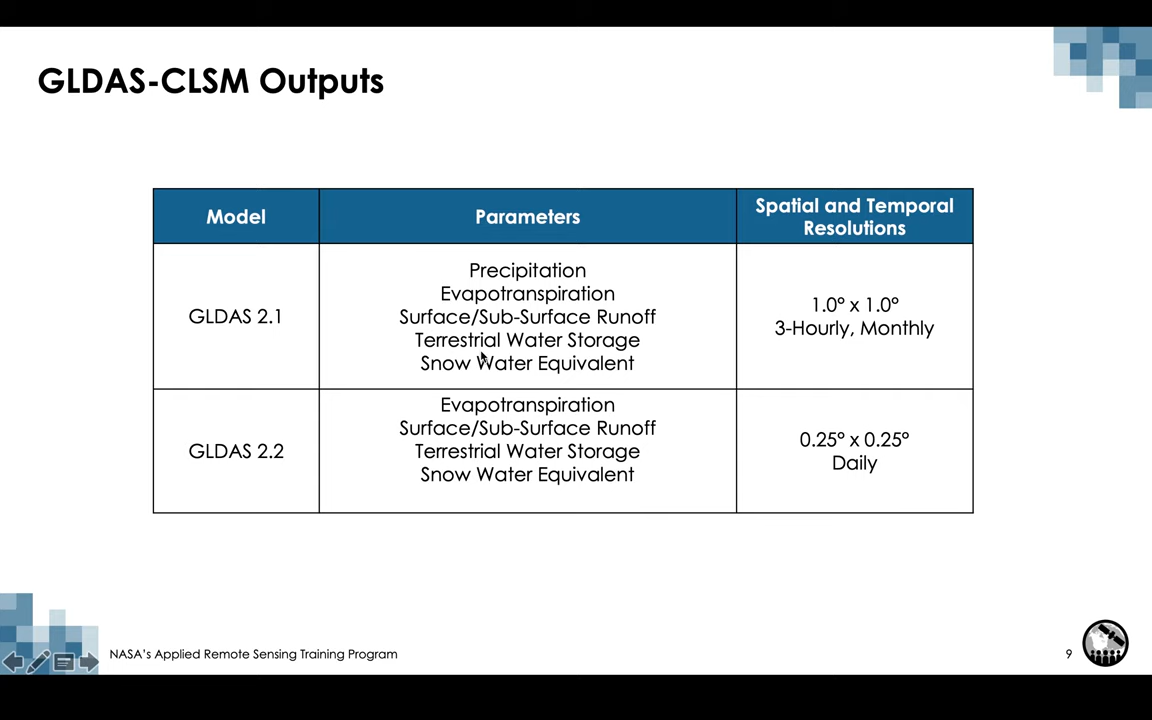 GLDAS-CLSM Outputs
Model
Parameters
Spatial and Temporal
Resolutions
GLDAS 2.1
Precipitation
Evapotranspiration
Surface/Sub-Surface Runoff
Terrestrial Water Storage
Snow Water Equivalent
1.0° x 1.0°
3-Hourly, Monthly
GLDAS 2.2
Evapotranspiration
Surface/Sub-Surface Runoff
Terrestrial Water Storage
Snow Water Equivalent
0.25° x 0.25°
Daily
NASA's Applied Remote Sensing Training Program
9